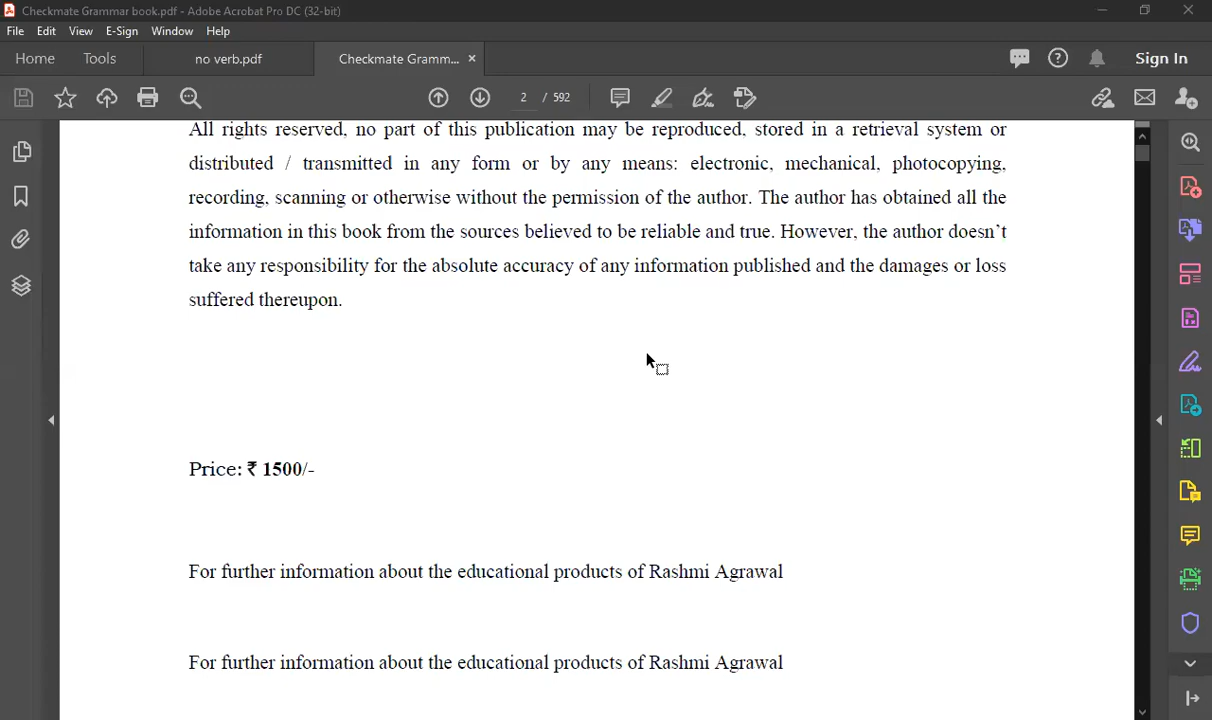 Checkmate Grammar book.pdf - Adobe Acrobat Pro DC (32-bit)
File Edit View E-Sign Window Help
Home Tools no verb.pdf Checkmate Gramm... × Sign In
2 / 592
All rights reserved, no part of this publication may be reproduced, stored in a retrieval system or
distributed / transmitted in any form or by any means: electronic, mechanical, photocopying,
recording, scanning or otherwise without the permission of the author. The author has obtained all the
information in this book from the sources believed to be reliable and true. However, the author doesn’t
take any responsibility for the absolute accuracy of any information published and the damages or loss
suffered thereupon.
Price: ₹ 1500/-
For further information about the educational products of Rashmi Agrawal
For further information about the educational products of Rashmi Agrawal